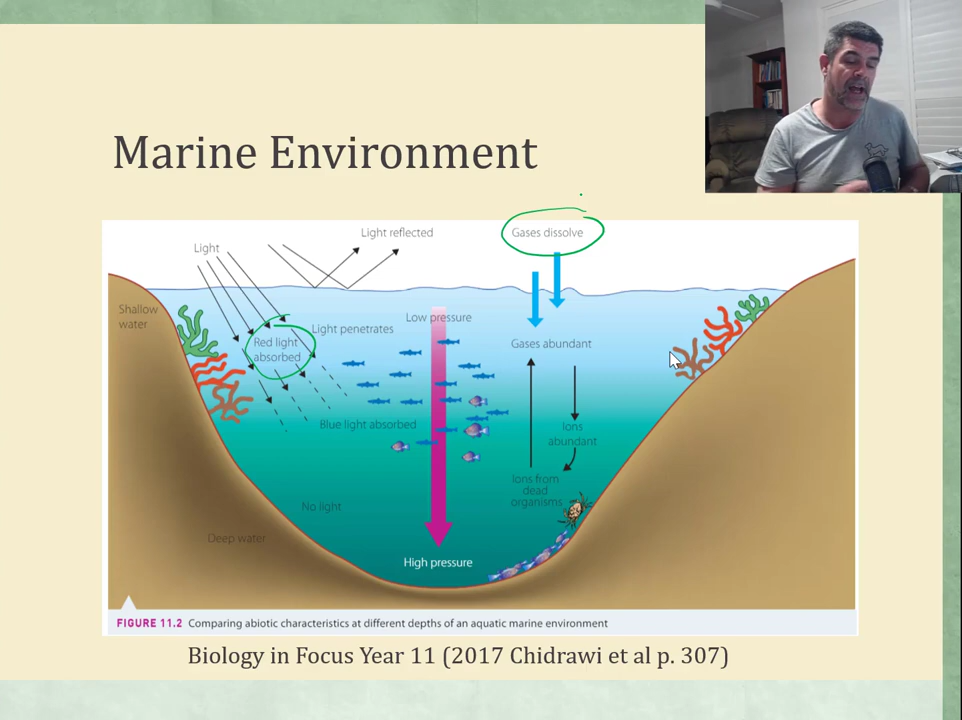 Marine Environment
Light reflected
Gases dissolve
Light
Shallow
water
Low pressure
Light penetrates
Red light
absorbed
Gases abundant
Blue light absorbed
Ions
abundant
Ions from
dead
organisms
No light
Deep water
High pressure
FIGURE 11.2 Comparing abiotic characteristics at different depths of an aquatic marine environment
Biology in Focus Year 11 (2017 Chidrawi et al p. 307)